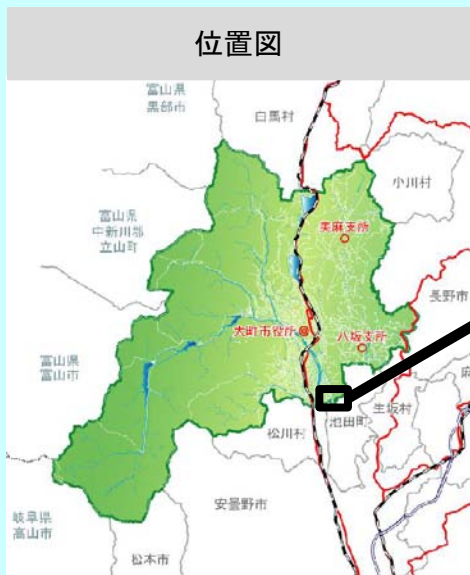 位置図
富山県
黒部市
白馬村
小川村
美麻支所
富山県
中新川郡
立山町
長野市
大町市役所
八坂支所
富山県
富山市
生坂村
池田町
松川村
安曇野市
岐阜県
高山市
松本市